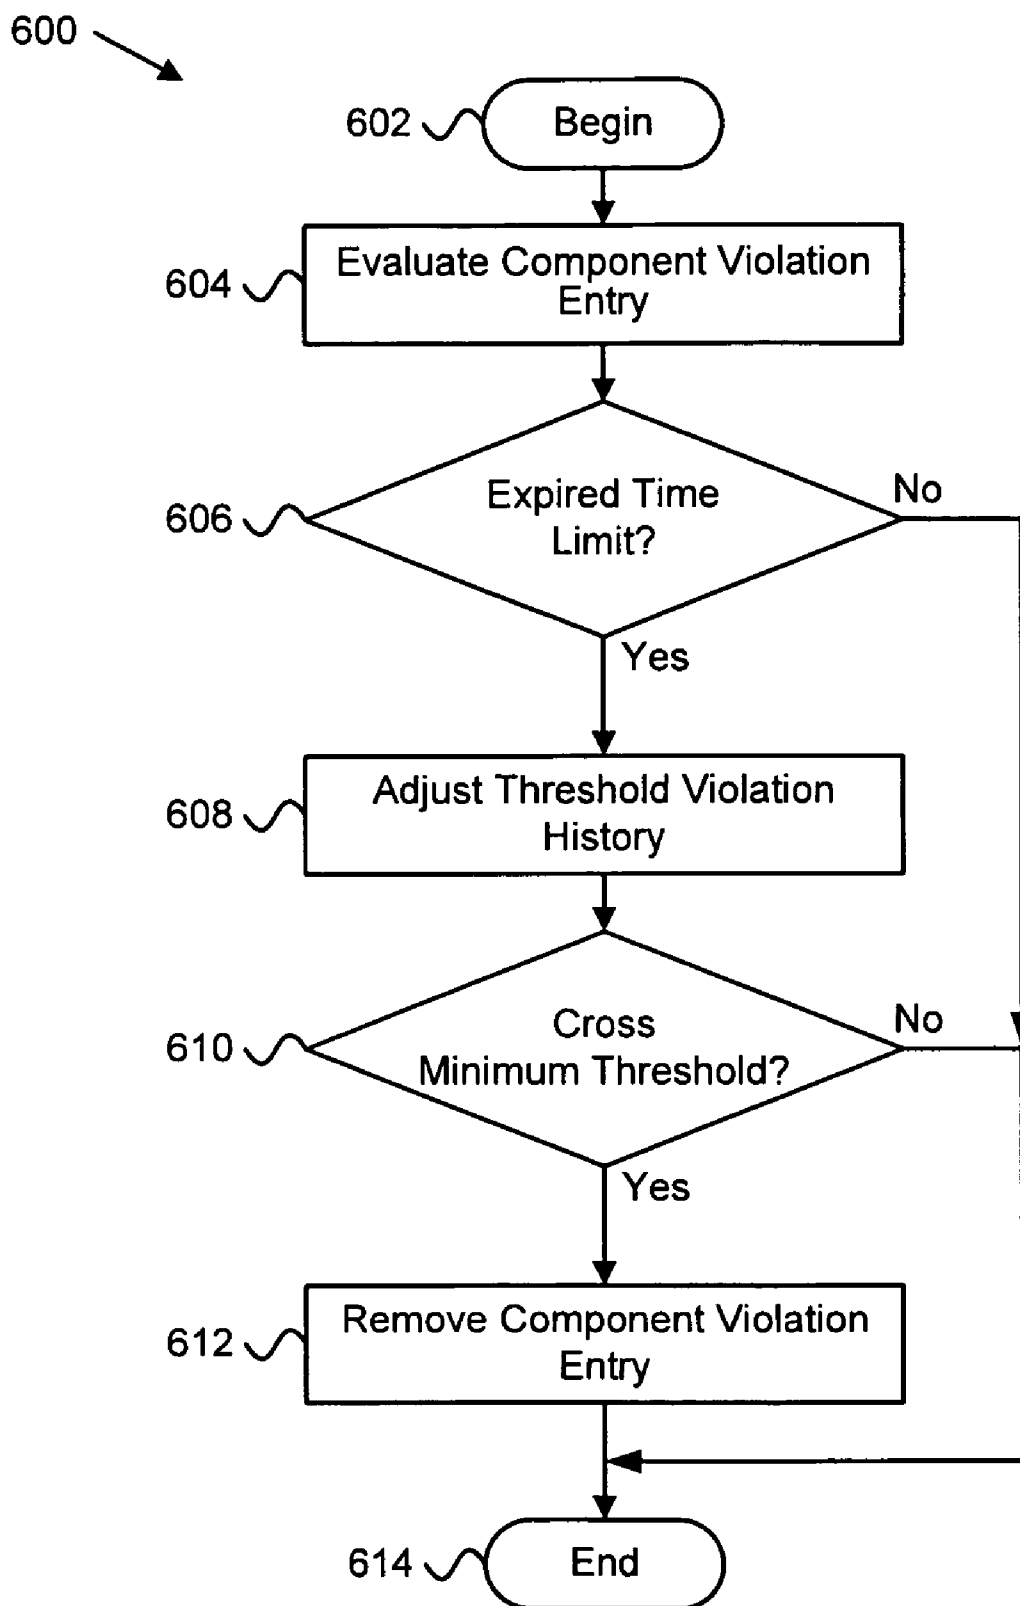 600
602
Begin
604
Evaluate Component Violation
Entry
606
Expired Time
Limit?
No
Yes
608
Adjust Threshold Violation
History
610
Cross
Minimum Threshold?
No
Yes
612
Remove Component Violation
Entry
614
End